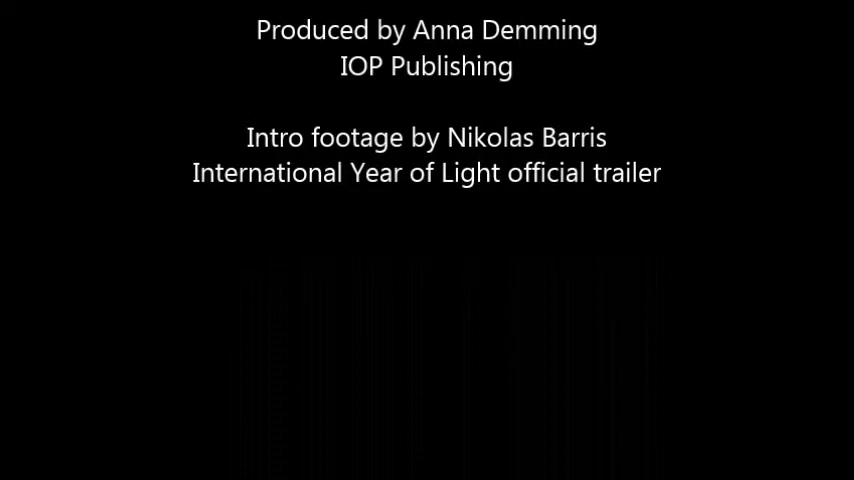 Produced by Anna Demming
IOP Publishing
Intro footage by Nikolas Barris
International Year of Light official trailer